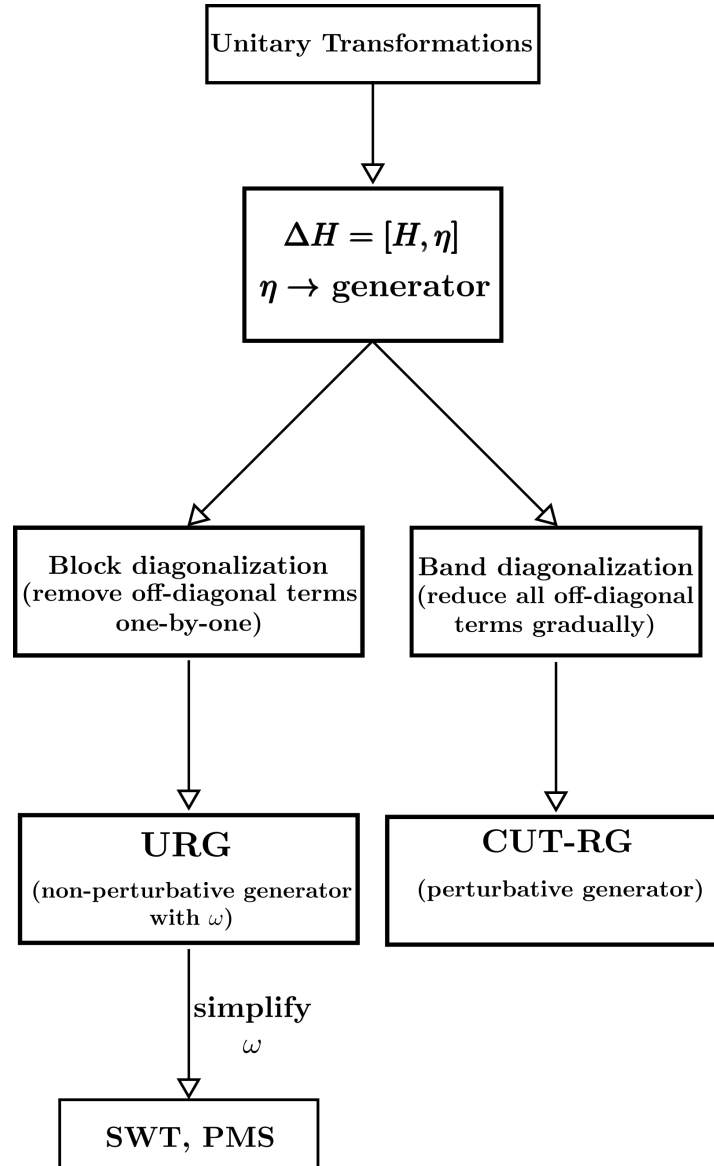 Unitary Transformations
ΔH = [H, η]
η → generator
Block diagonalization
(remove off-diagonal terms
one-by-one)
Band diagonalization
(reduce all off-diagonal
terms gradually)
URG
(non-perturbative generator
with ω)
CUT-RG
(perturbative generator)
simplify
ω
SWT, PMS